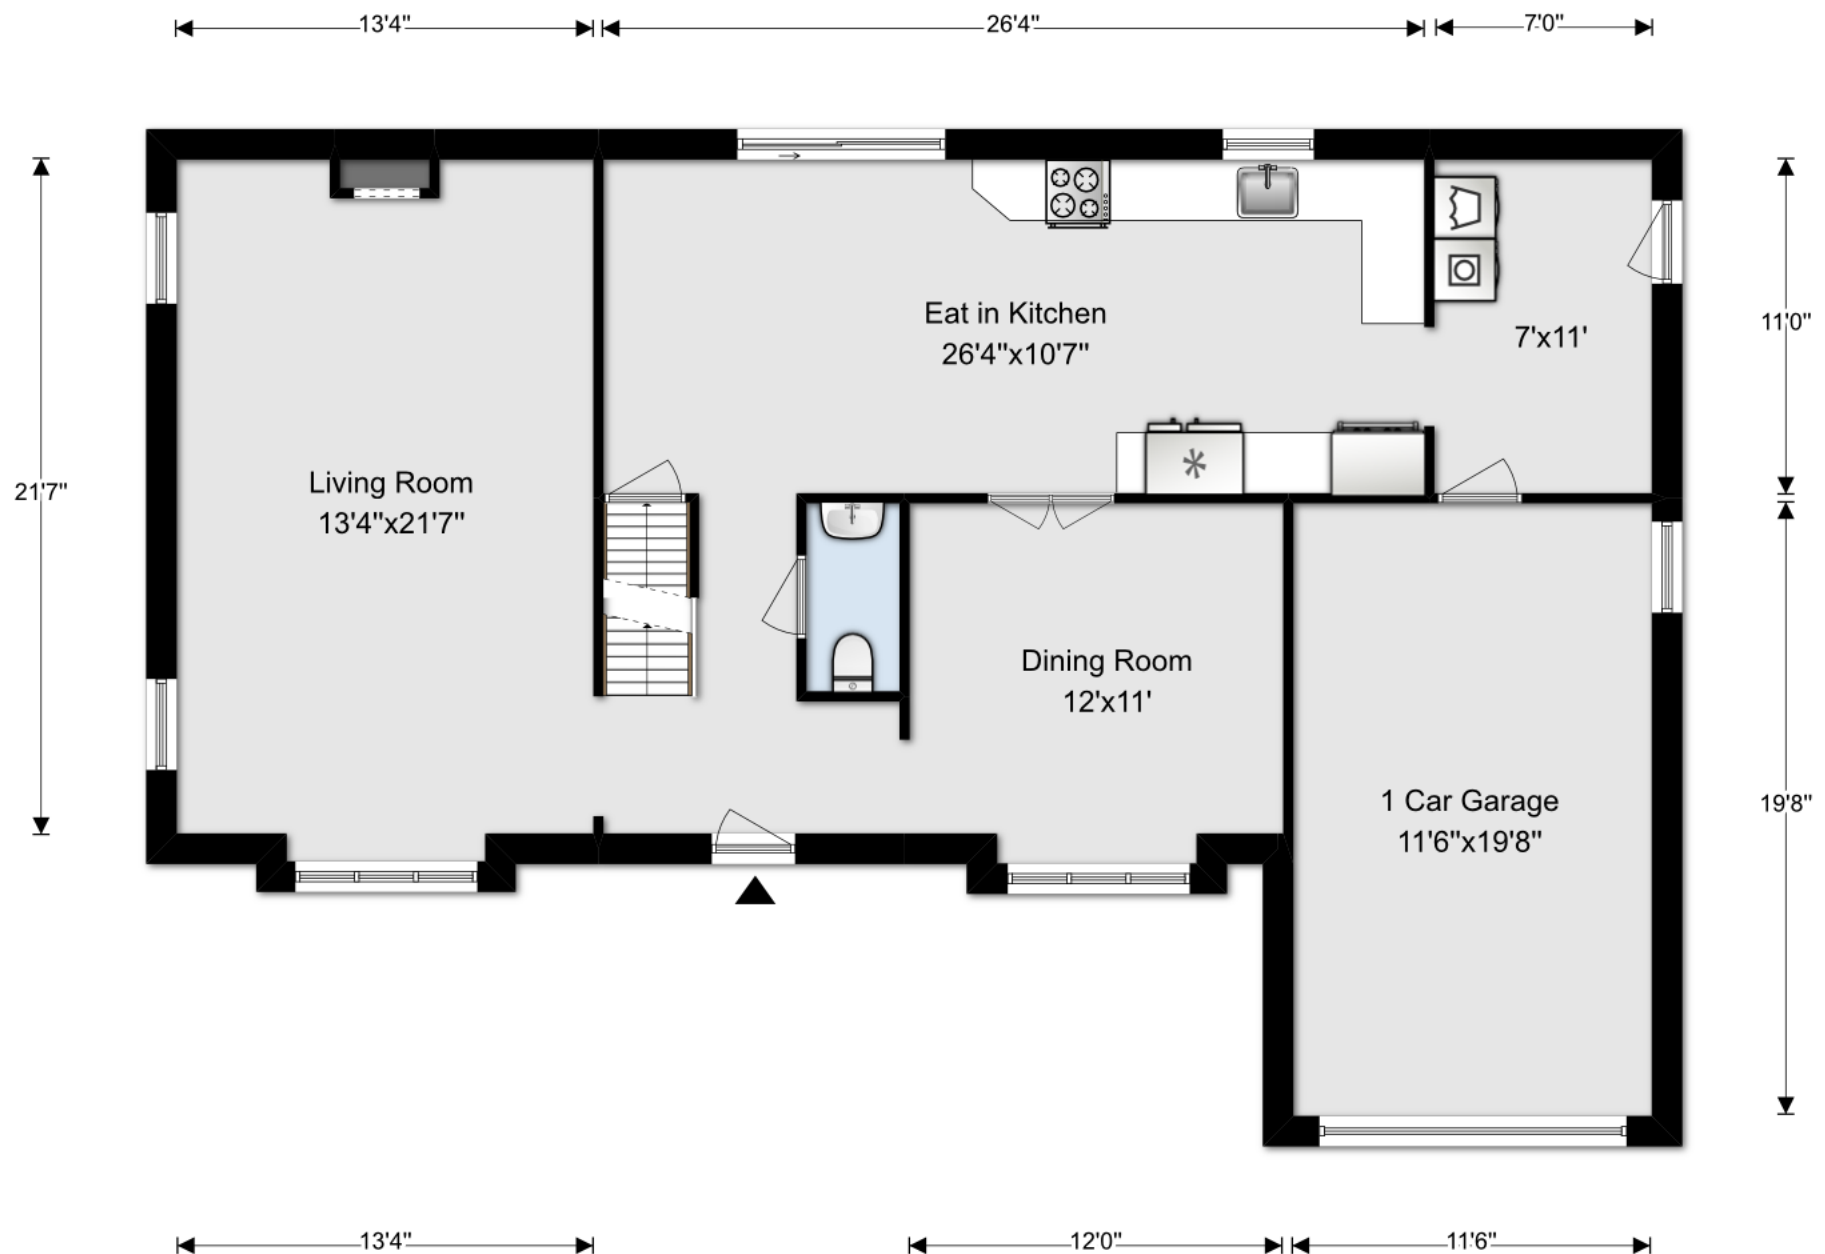 13'4"
26'4"
7'0"
Eat in Kitchen
26'4"x10'7"
7'x11'
11'0"
Living Room
13'4"x21'7"
21'7"
Dining Room
12'x11'
1 Car Garage
11'6"x19'8"
19'8"
13'4"
12'0"
11'6"